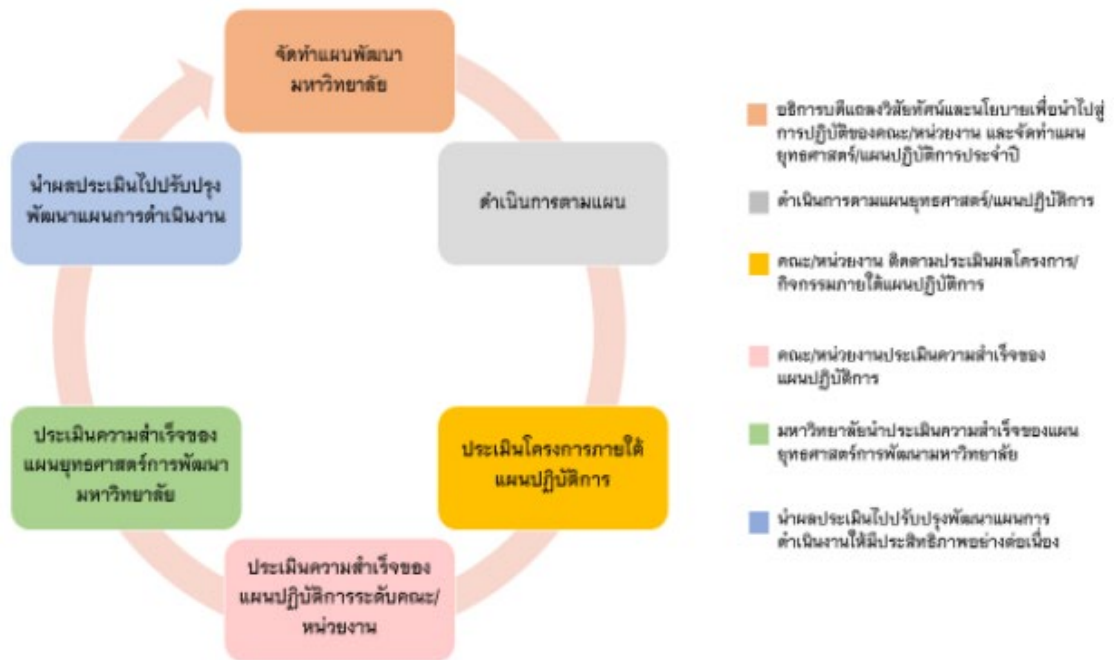 จัดทำแผนพัฒนา
มหาวิทยาลัย
ดำเนินการตามแผน
ประเมินโครงการภายใต้
แผนปฏิบัติการ
ประเมินความสำเร็จของ
แผนปฏิบัติการระดับคณะ/
หน่วยงาน
ประเมินความสำเร็จของ
แผนยุทธศาสตร์การพัฒนา
มหาวิทยาลัย
นำผลประเมินไปปรับปรุง
พัฒนาแผนการดำเนินงาน
อธิการบดีแถลงวิสัยทัศน์และนโยบายเพื่อนำไปสู่
การปฏิบัติของคณะ/หน่วยงาน และจัดทำแผน
ยุทธศาสตร์/แผนปฏิบัติการประจำปี
ดำเนินการตามแผนยุทธศาสตร์/แผนปฏิบัติการ
คณะ/หน่วยงาน ติดตามประเมินผลโครงการ/
กิจกรรมภายใต้แผนปฏิบัติการ
คณะ/หน่วยงานประเมินความสำเร็จของ
แผนปฏิบัติการ
มหาวิทยาลัยนำประเมินความสำเร็จของแผน
ยุทธศาสตร์การพัฒนามหาวิทยาลัย
นำผลประเมินไปปรับปรุงพัฒนาแผนการ
ดำเนินงานให้มีประสิทธิภาพอย่างต่อเนื่อง